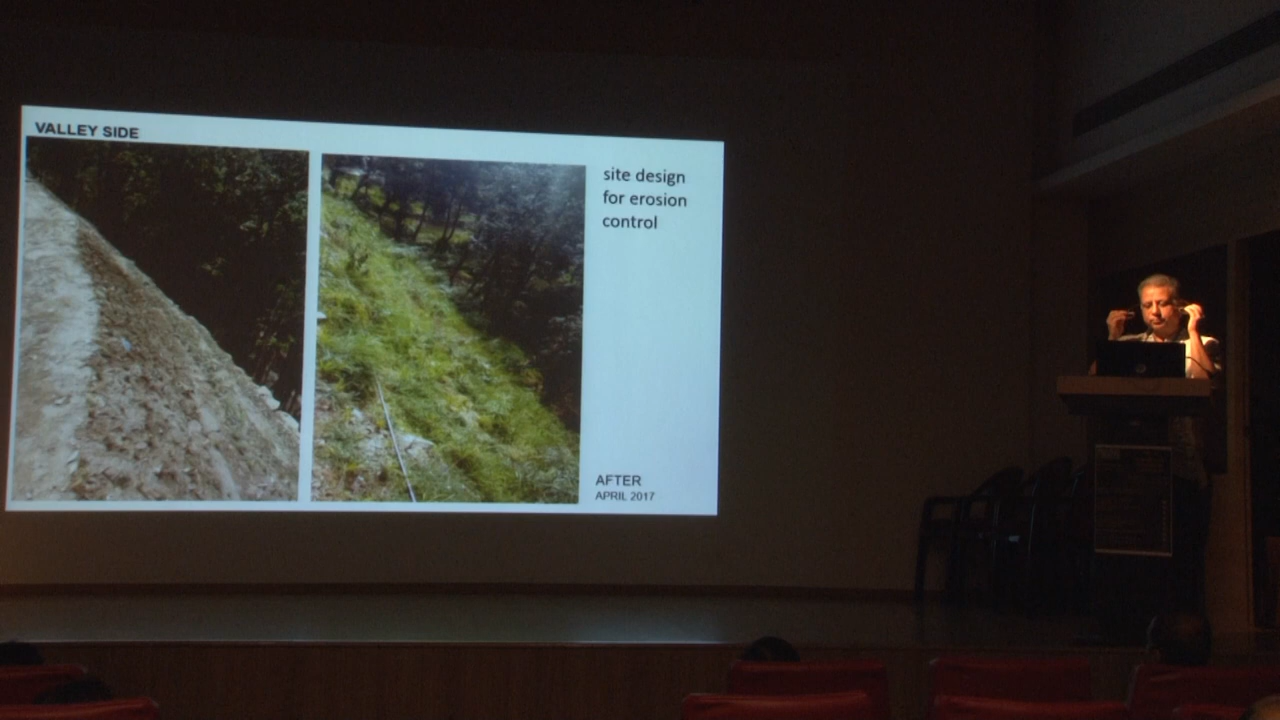 VALLEY SIDE
site design
for erosion
control
AFTER
APRIL 2017